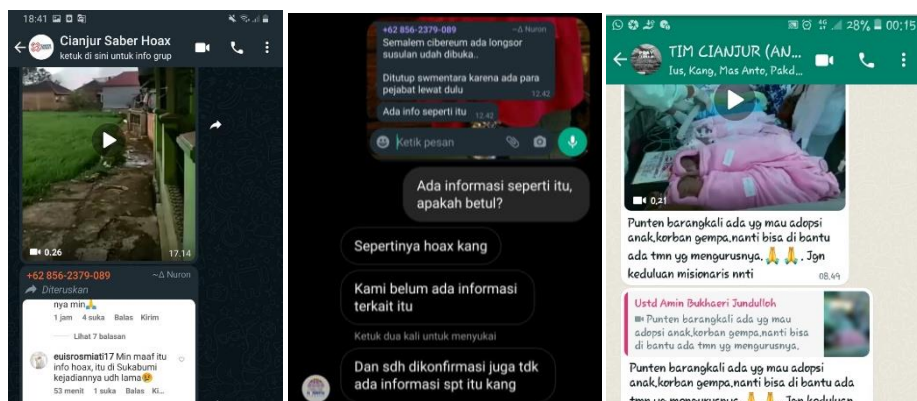 18:41
Cianjur Saber Hoax
ketuk di sini untuk info grup
0.26
17.14
+62 856-2379-089
~Δ Nuron
Diteruskan
nya min🙏
1 jam 4 suka Balas Kirim
Lihat 7 balasan
euisrosmiati17 Min maaf itu
info hoax, itu di Sukabumi
kejadiannya udh lama
53 menit 1 suka Balas Ki...
+62 856-2379-089
~Δ Nuron
Semalem cibereum ada longsor
susulan udah dibuka..
Ditutup swmentara karena ada para
pejabat lewat dulu
12.42
Ada info seperti itu
12.42
Ketik pesan
Ada informasi seperti itu,
apakah betul?
Sepertinya hoax kang
Kami belum ada informasi
terkait itu
Ketuk dua kali untuk menyukai
Dan sdh dikonfirmasi juga tdk
ada informasi spt itu kang
28% 00:15
TIM CIANJUR (AN...
Ius, Kang, Mas Anto, Pakd...
0,21
Punten barangkali ada yg mau adopsi
anak,korban gempa,nanti bisa di bantu
ada tmn yg mengurusnya.🙏🙏. Jgn
keduluan misionaris nnti
08.49
Ustd Amin Bukhaeri Jundulloh
Punten barangkali ada yg mau
adopsi anak,korban gempa,nanti bisa
di bantu ada tmn yg mengurusnya.
Punten barangkali ada yg mau adopsi
anak,korban gempa,nanti bisa di bantu ada
tmn yg mengurusnya.🙏🙏. Jgn keduluan